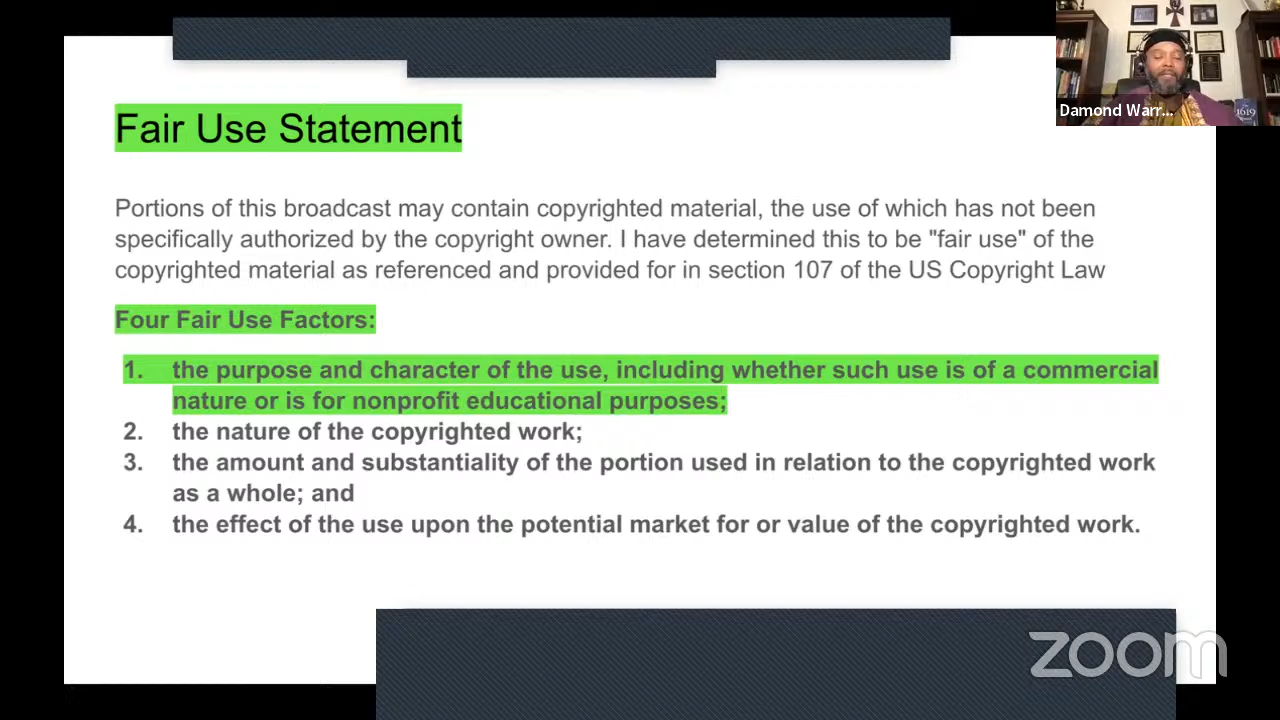 Fair Use Statement
Portions of this broadcast may contain copyrighted material, the use of which has not been
specifically authorized by the copyright owner. I have determined this to be "fair use" of the
copyrighted material as referenced and provided for in section 107 of the US Copyright Law
Four Fair Use Factors:
1. the purpose and character of the use, including whether such use is of a commercial
nature or is for nonprofit educational purposes;
2. the nature of the copyrighted work;
3. the amount and substantiality of the portion used in relation to the copyrighted work
as a whole; and
4. the effect of the use upon the potential market for or value of the copyrighted work.
Damond Warr...
1619
zoom